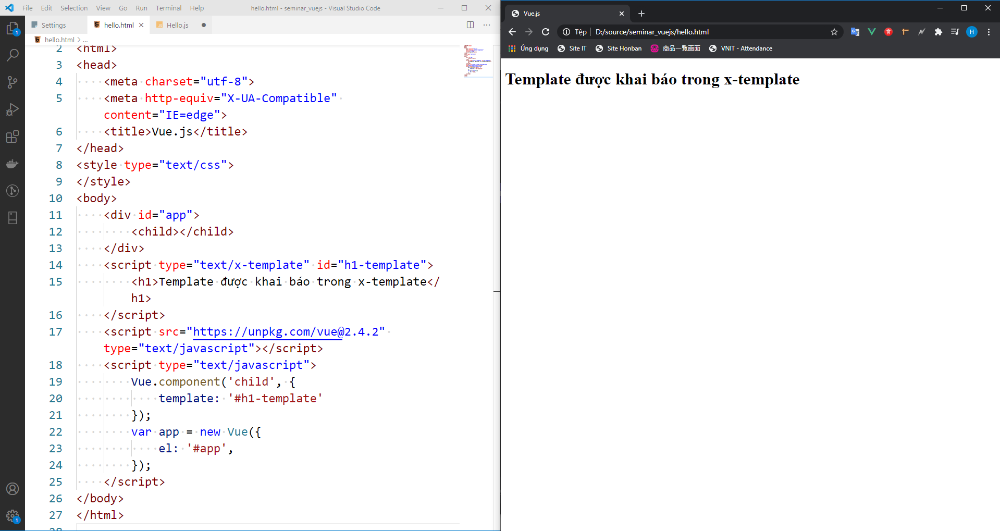 File Edit Selection View Go Run Terminal Help hello.html - seminar_vuejs - Visual Studio Code
Settings hello.html Hello.js
hello.html > ...
1
1
2 <html>
3 <head>
4 <meta charset="utf-8">
5 <meta http-equiv="X-UA-Compatible"
content="IE=edge">
6 <title>Vue.js</title>
7 </head>
8 <style type="text/css">
9 </style>
10 <body>
11 <div id="app">
12 <child></child>
13 </div>
14 <script type="text/x-template" id="h1-template">
15 <h1>Template được khai báo trong x-template</
h1>
16 </script>
17 <script src="https://unpkg.com/vue@2.4.2"
type="text/javascript"></script>
18 <script type="text/javascript">
19 Vue.component('child', {
20 template: '#h1-template'
21 });
22 var app = new Vue({
23 el: '#app',
24 });
25 </script>
26 </body>
27 </html>
28
Vue.js
Tệp D:/source/seminar_vuejs/hello.html H
Ứng dụng Site IT Site Honban 商品一覧画面 VNIT - Attendance
Template được khai báo trong x-template